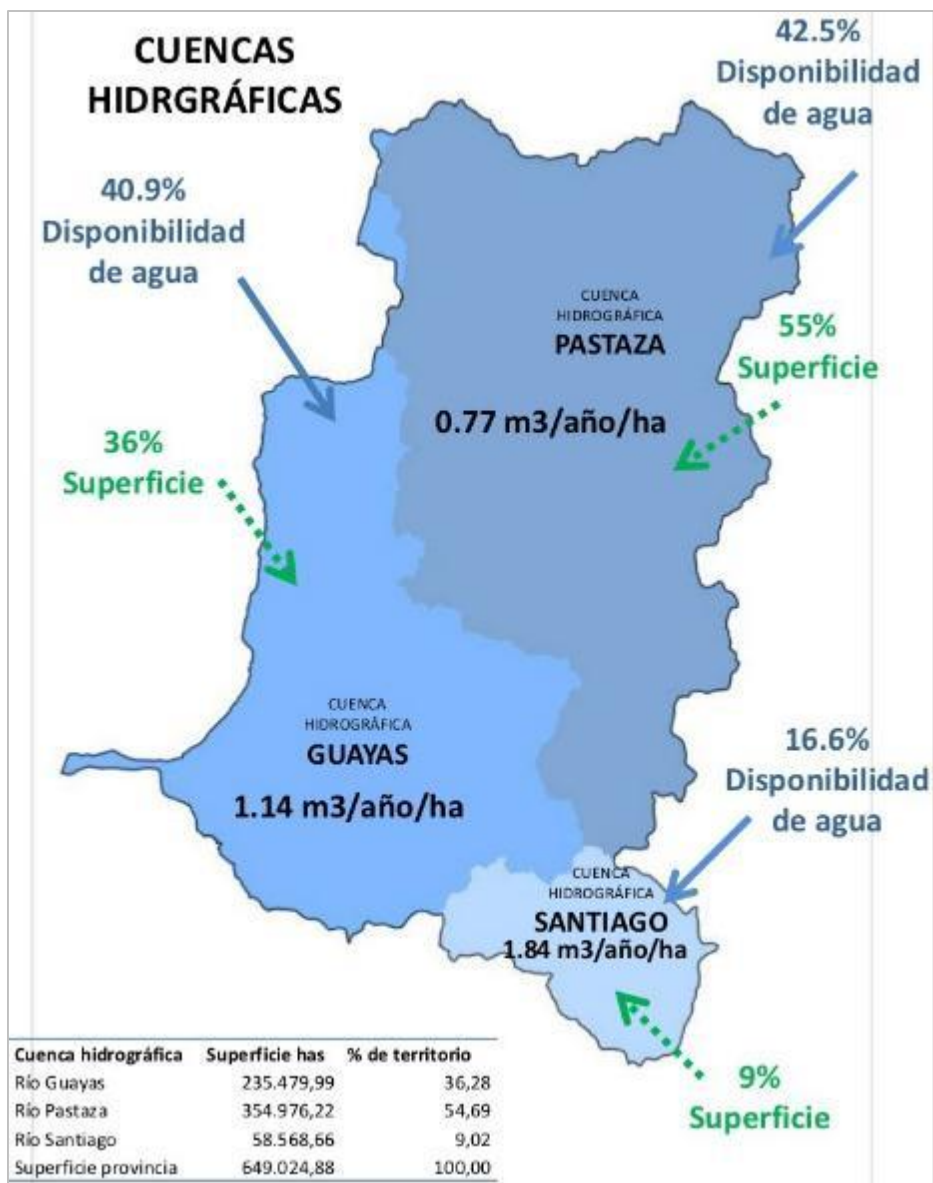 CUENCAS
HIDRGRÁFICAS
42.5%
Disponibilidad
de agua
40.9%
Disponibilidad
de agua
CUENCA
HIDROGRÁFICA
PASTAZA
0.77 m3/año/ha
55%
Superficie
36%
Superficie
CUENCA
HIDROGRÁFICA
GUAYAS
1.14 m3/año/ha
16.6%
Disponibilidad
de agua
CUENCA
HIDROGRÁFICA
SANTIAGO
1.84 m3/año/ha
9%
Superficie
Cuenca hidrográfica Superficie has % de territorio
Río Guayas 235.479,99 36,28
Río Pastaza 354.976,22 54,69
Río Santiago 58.568,66 9,02
Superficie provincia 649.024,88 100,00